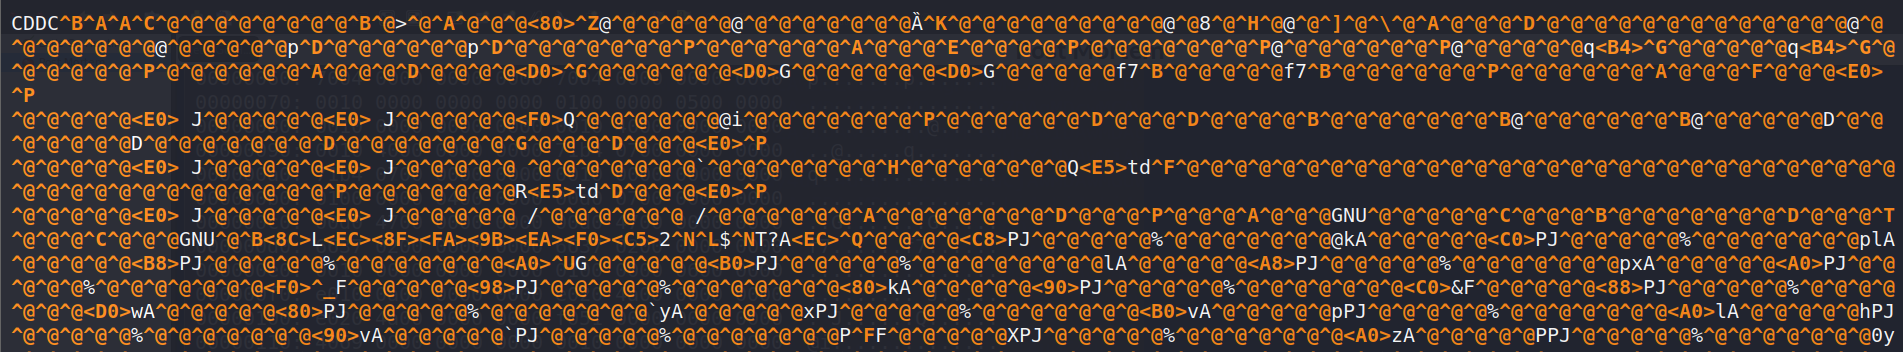 CDDC^B^A^A^C^@^@^@^@^@^@^@^@^B^@>^@^A^@^@^@<80>^Z@^@^@^@^@^@@^@^@^@^@^@^@^@Ȁ^K^@^@^@^@^@^@^@^@^@@^@8^@^H^@@^@^]^@^\^@^A^@^@^@^D^@^@^@^@^@^@^@^@^@^@^@^@^@@^@
^@^@^@^@^@^@@^@^@^@^@^@p^D^@^@^@^@^@^@p^D^@^@^@^@^@^@^@^P^@^@^@^@^@^@^A^@^@^@^E^@^@^@^@^P^@^@^@^@^@^@^@^P@^@^@^@^@^@^@^P@^@^@^@^@^@q<B4>^G^@^@^@^@^@q<B4>^G^@
^@^@^@^@^@^P^@^@^@^@^@^@^A^@^@^@^D^@^@^@^@<D0>^G^@^@^@^@^@^@<D0>G^@^@^@^@^@^@<D0>G^@^@^@^@^@f7^B^@^@^@^@^@f7^B^@^@^@^@^@^@^P^@^@^@^@^@^@^A^@^@^@^F^@^@^@<E0>
^P
^@^@^@^@^@<E0> J^@^@^@^@^@<E0> J^@^@^@^@^@<F0>Q^@^@^@^@^@^@@i^@^@^@^@^@^@^@^P^@^@^@^@^@^@^D^@^@^@^D^@^@^@^@^B^@^@^@^@^@^@^@^B@^@^@^@^@^@^@^B@^@^@^@^@^@D^@^@
^@^@^@^@^@D^@^@^@^@^@^@^@^D^@^@^@^@^@^@^@^G^@^@^@^D^@^@^@<E0>^P
^@^@^@^@^@<E0> J^@^@^@^@^@<E0> J^@^@^@^@^@ ^@^@^@^@^@^@^@`^@^@^@^@^@^@^@^H^@^@^@^@^@^@^@Q<E5>td^F^@^@^@^@^@^@^@^@^@^@^@^@^@^@^@^@^@^@^@^@^@^@^@^@^@^@^@^@^@^@
^@^@^@^@^@^@^@^@^@^@^@^@^@^P^@^@^@^@^@^@^@R<E5>td^D^@^@^@<E0>^P
^@^@^@^@^@<E0> J^@^@^@^@^@<E0> J^@^@^@^@^@ /^@^@^@^@^@^@ /^@^@^@^@^@^@^A^@^@^@^@^@^@^@^D^@^@^@^P^@^@^@^A^@^@^@GNU^@^@^@^@^@^C^@^@^@^B^@^@^@^@^@^@^@^D^@^@^@^T
^@^@^@^C^@^@^@GNU^@^B<8C>L<EC><8F><FA><9B><EA><F0><C5>2^N^L$^NT?A<EC>^Q^@^@^@^@<C8>PJ^@^@^@^@^@%^@^@^@^@^@^@^@@kA^@^@^@^@^@<C0>PJ^@^@^@^@^@%^@^@^@^@^@^@^@plA
^@^@^@^@^@<B8>PJ^@^@^@^@^@%^@^@^@^@^@^@^@<A0>^UG^@^@^@^@^@<B0>PJ^@^@^@^@^@%^@^@^@^@^@^@^@^@lA^@^@^@^@^@<A8>PJ^@^@^@^@^@%^@^@^@^@^@^@^@pxA^@^@^@^@^@<A0>PJ^@^@
^@^@^@%^@^@^@^@^@^@^@<F0>^_F^@^@^@^@^@<98>PJ^@^@^@^@^@%^@^@^@^@^@^@^@<80>kA^@^@^@^@^@<90>PJ^@^@^@^@^@%^@^@^@^@^@^@^@<C0>&F^@^@^@^@^@<88>PJ^@^@^@^@^@%^@^@^@^@
^@^@^@<D0>wA^@^@^@^@^@<80>PJ^@^@^@^@^@%^@^@^@^@^@^@^@`yA^@^@^@^@^@xPJ^@^@^@^@^@%^@^@^@^@^@^@^@<B0>vA^@^@^@^@^@pPJ^@^@^@^@^@%^@^@^@^@^@^@^@<A0>lA^@^@^@^@^@hPJ
^@^@^@^@^@%^@^@^@^@^@^@^@<90>vA^@^@^@^@^@`PJ^@^@^@^@^@%^@^@^@^@^@^@^@P^FF^@^@^@^@^@XPJ^@^@^@^@^@%^@^@^@^@^@^@^@<A0>zA^@^@^@^@^@PPJ^@^@^@^@^@%^@^@^@^@^@^@^@0y